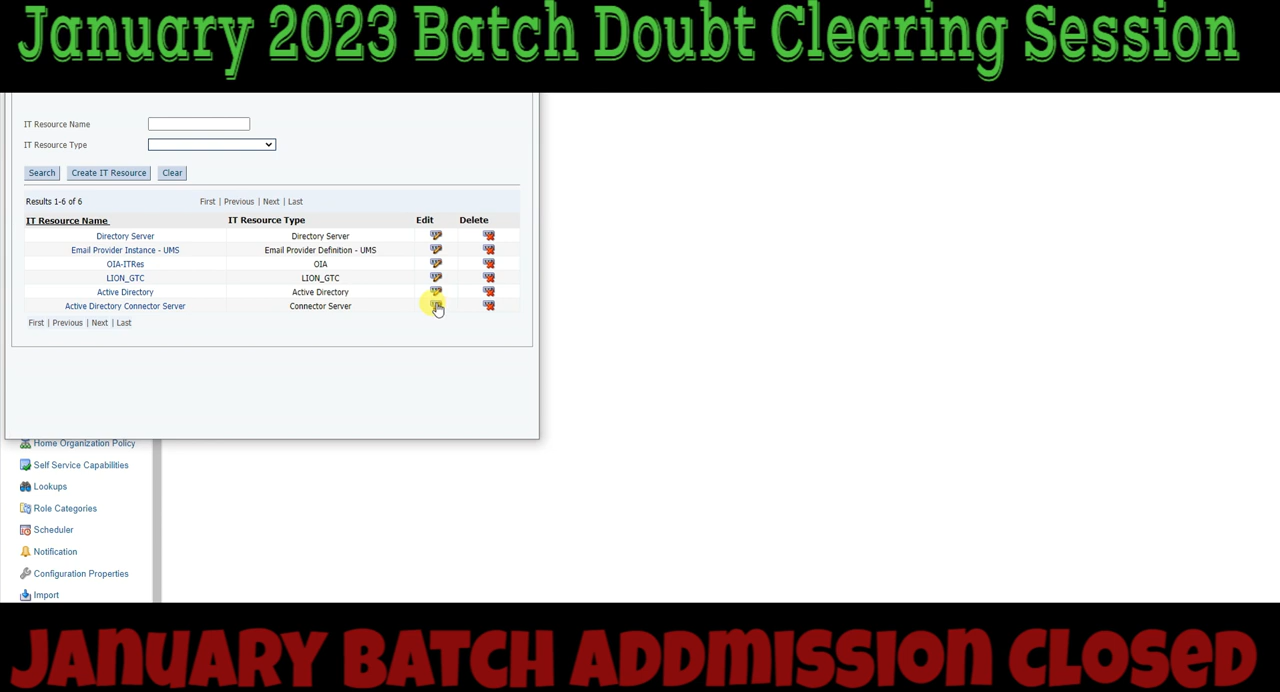 January 2023 Batch Doubt Clearing Session
IT Resource Name
IT Resource Type
Search Create IT Resource Clear
Results 1-6 of 6 First | Previous | Next | Last
IT Resource Name IT Resource Type Edit Delete
Directory Server Directory Server
Email Provider Instance - UMS Email Provider Definition - UMS
OIA-ITRes OIA
LION_GTC LION_GTC
Active Directory Active Directory
Active Directory Connector Server Connector Server
First | Previous | Next | Last
Home Organization Policy
Self Service Capabilities
Lookups
Role Categories
Scheduler
Notification
Configuration Properties
Import
JANUARY BATCH ADDMISSION CLOSED